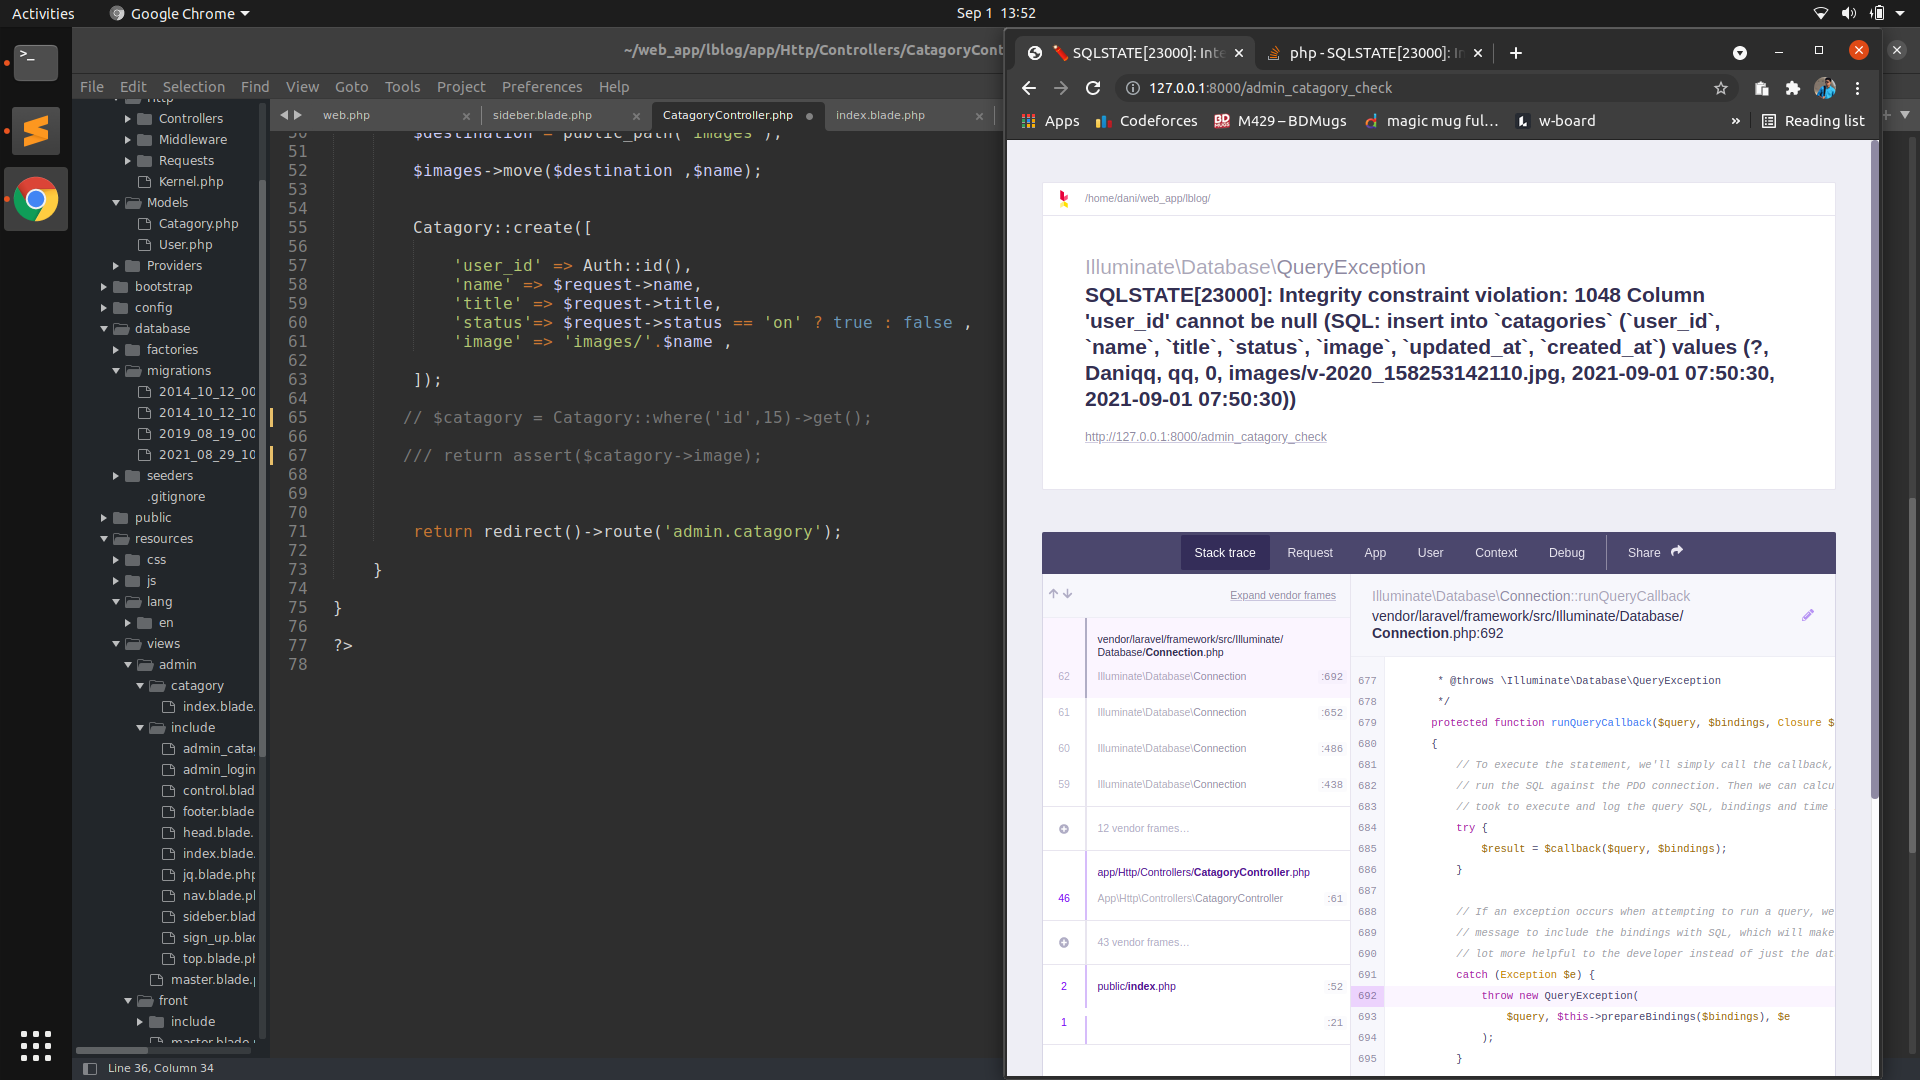 Activities
Google Chrome
Sep 1 13:52
~/web_app/lblog/app/Http/Controllers/CatagoryCont
File Edit Selection Find View Goto Tools Project Preferences Help
Http
Controllers
Middleware
Requests
Kernel.php
Models
Catagory.php
User.php
Providers
bootstrap
config
database
factories
migrations
2014_10_12_00
2014_10_12_10
2019_08_19_00
2021_08_29_10
seeders
.gitignore
public
resources
css
js
lang
en
views
admin
catagory
index.blade.
include
admin_catag
admin_login
control.blad
footer.blade
head.blade.
index.blade.
jq.blade.php
nav.blade.pl
sideber.blad
sign_up.blad
top.blade.ph
master.blade.p
front
include
master.blade.
Line 36, Column 34
web.php
sideber.blade.php
CatagoryController.php
index.blade.php
50 $destination = public_path('images');
51
52 $images->move($destination ,$name);
53
54
55 Catagory::create([
56
57 'user_id' => Auth::id(),
58 'name' => $request->name,
59 'title' => $request->title,
60 'status'=> $request->status == 'on' ? true : false ,
61 'image' => 'images/'.$name ,
62
63 ]);
64
65 // $catagory = Catagory::where('id',15)->get();
66
67 /// return assert($catagory->image);
68
69
70
71 return redirect()->route('admin.catagory');
72
73 }
74
75 }
76
77 ?>
78
SQLSTATE[23000]: Inte
php - SQLSTATE[23000]: In
127.0.0.1:8000/admin_catagory_check
Apps
Codeforces
M429 – BDMugs
magic mug ful...
w-board
»
Reading list
/home/dani/web_app/lblog/
Illuminate\Database\QueryException
SQLSTATE[23000]: Integrity constraint violation: 1048 Column
'user_id' cannot be null (SQL: insert into `catagories` (`user_id`,
`name`, `title`, `status`, `image`, `updated_at`, `created_at`) values (?,
Daniqq, qq, 0, images/v-2020_158253142110.jpg, 2021-09-01 07:50:30,
2021-09-01 07:50:30))
http://127.0.0.1:8000/admin_catagory_check
Stack trace
Request
App
User
Context
Debug
Share
Expand vendor frames
vendor/laravel/framework/src/Illuminate/
Database/Connection.php
62 Illuminate\Database\Connection :692
61 Illuminate\Database\Connection :652
60 Illuminate\Database\Connection :486
59 Illuminate\Database\Connection :438
12 vendor frames…
app/Http/Controllers/CatagoryController.php
46 App\Http\Controllers\CatagoryController :61
43 vendor frames…
2 public/index.php :52
1 :21
Illuminate\Database\Connection::runQueryCallback
vendor/laravel/framework/src/Illuminate/Database/
Connection.php:692
677 * @throws \Illuminate\Database\QueryException
678 */
679 protected function runQueryCallback($query, $bindings, Closure $
680 {
681 // To execute the statement, we'll simply call the callback,
682 // run the SQL against the PDO connection. Then we can calcu
683 // took to execute and log the query SQL, bindings and time
684 try {
685 $result = $callback($query, $bindings);
686 }
687
688 // If an exception occurs when attempting to run a query, we
689 // message to include the bindings with SQL, which will make
690 // lot more helpful to the developer instead of just the dat
691 catch (Exception $e) {
692 throw new QueryException(
693 $query, $this->prepareBindings($bindings), $e
694 );
695 }